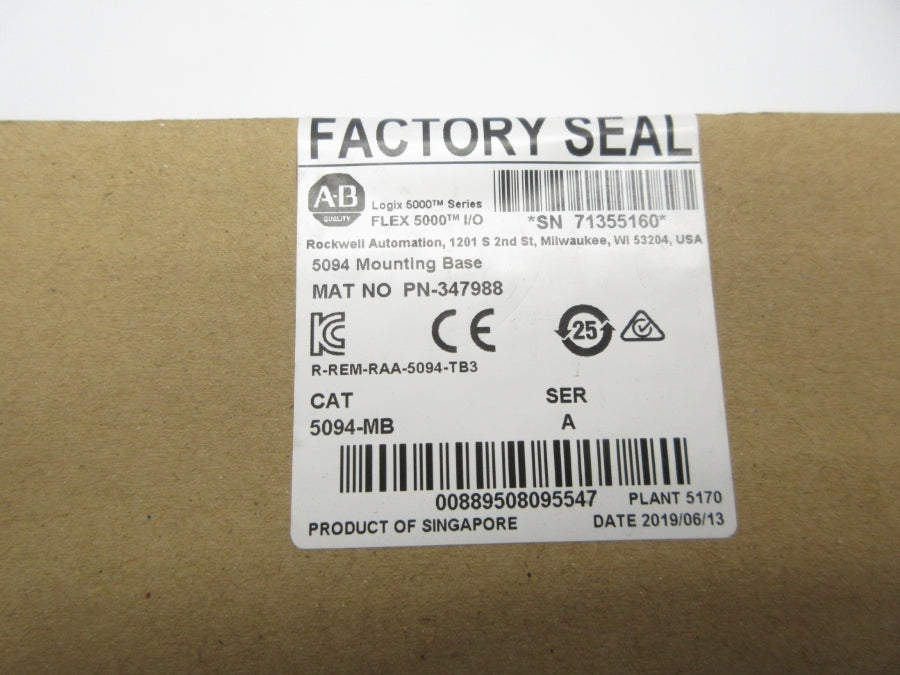 FACTORY SEAL
A·B
QUALITY
Logix 5000™ Series
FLEX 5000™ I/O
*SN 71355160*
Rockwell Automation, 1201 S 2nd St, Milwaukee, WI 53204, USA
5094 Mounting Base
MAT NO PN-347988
CE
25
R-REM-RAA-5094-TB3
CAT
SER
5094-MB
A
00889508095547
PLANT 5170
PRODUCT OF SINGAPORE
DATE 2019/06/13